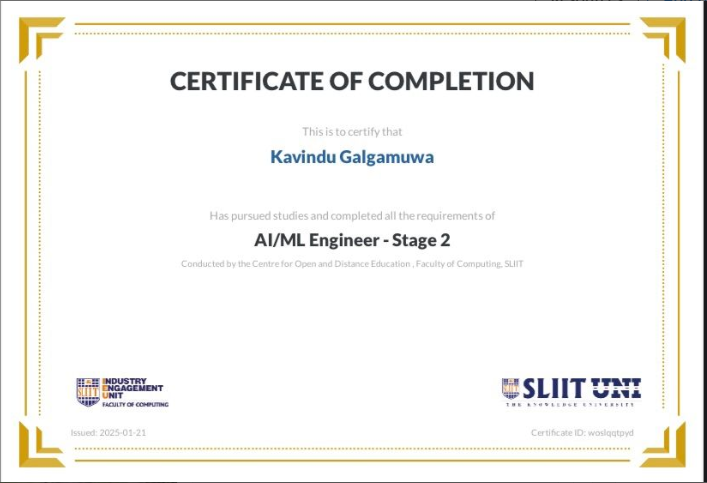 CERTIFICATE OF COMPLETION
This is to certify that
Kavindu Galgamuwa
Has pursued studies and completed all the requirements of
AI/ML Engineer - Stage 2
Conducted by the Centre for Open and Distance Education , Faculty of Computing, SLIIT
SLIIT
INDUSTRY
ENGAGEMENT
UNIT
FACULTY OF COMPUTING
SLIIT UNI
THE KNOWLEDGE UNIVERSITY
Issued: 2025-01-21
Certificate ID: woslqqtpyd